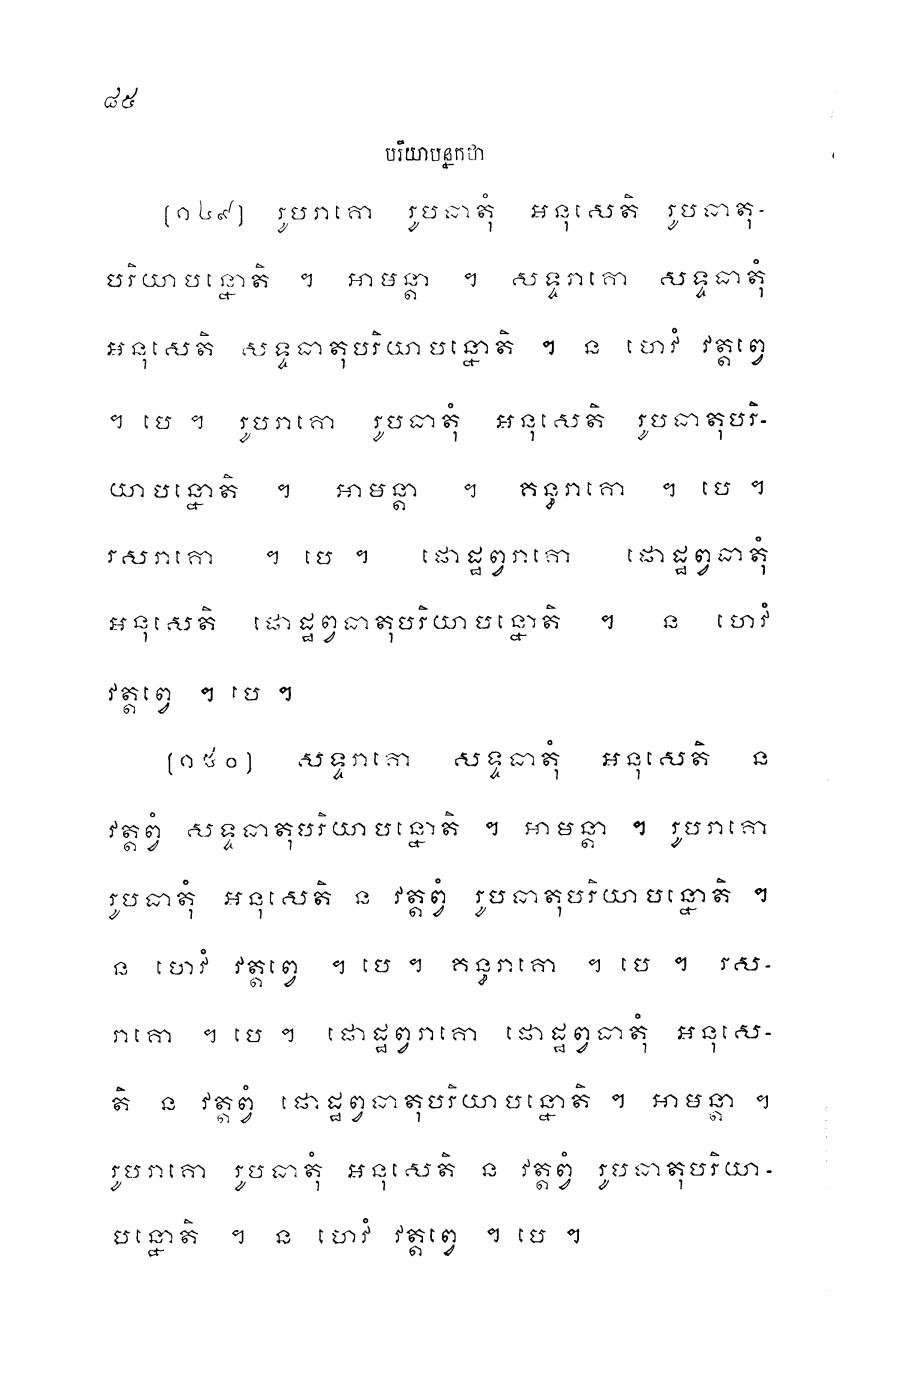 ៨៥
បរិយាបន្នកថា
[១៤៩] រូបរាគោ រូបធាតុំ អនុសេតិ រូបធាតុ-
បរិយាបន្នោតិ ។ អាមន្តា ។ សទ្ទរាគោ សទ្ទធាតុំ
អនុសេតិ សទ្ទធាតុបរិយាបន្នោតិ ។ ន ហេវំ វត្តព្វេ
។ បេ ។ រូបរាគោ រូបធាតុំ អនុសេតិ រូបធាតុបរិ-
យាបន្នោតិ ។ អាមន្តា ។ គន្ធរាគោ ។ បេ ។
រសរាគោ ។ បេ ។ ផោដ្ឋព្វរាគោ ផោដ្ឋព្វធាតុំ
អនុសេតិ ផោដ្ឋព្វធាតុបរិយាបន្នោតិ ។ ន ហេវំ
វត្តព្វេ ។ បេ ។
[១៥០] សទ្ទរាគោ សទ្ទធាតុំ អនុសេតិ ន
វត្តព្វំ សទ្ទធាតុបរិយាបន្នោតិ ។ អាមន្តា ។ រូបរាគោ
រូបធាតុំ អនុសេតិ ន វត្តព្វំ រូបធាតុបរិយាបន្នោតិ ។
ន ហេវំ វត្តព្វេ ។ បេ ។ គន្ធរាគោ ។ បេ ។ រស-
រាគោ ។ បេ ។ ផោដ្ឋព្វរាគោ ផោដ្ឋព្វធាតុំ អនុសេ-
តិ ន វត្តព្វំ ផោដ្ឋព្វធាតុបរិយាបន្នោតិ ។ អាមន្តា ។
រូបរាគោ រូបធាតុំ អនុសេតិ ន វត្តព្វំ រូបធាតុបរិយា-
បន្នោតិ ។ ន ហេវំ វត្តព្វេ ។ បេ ។